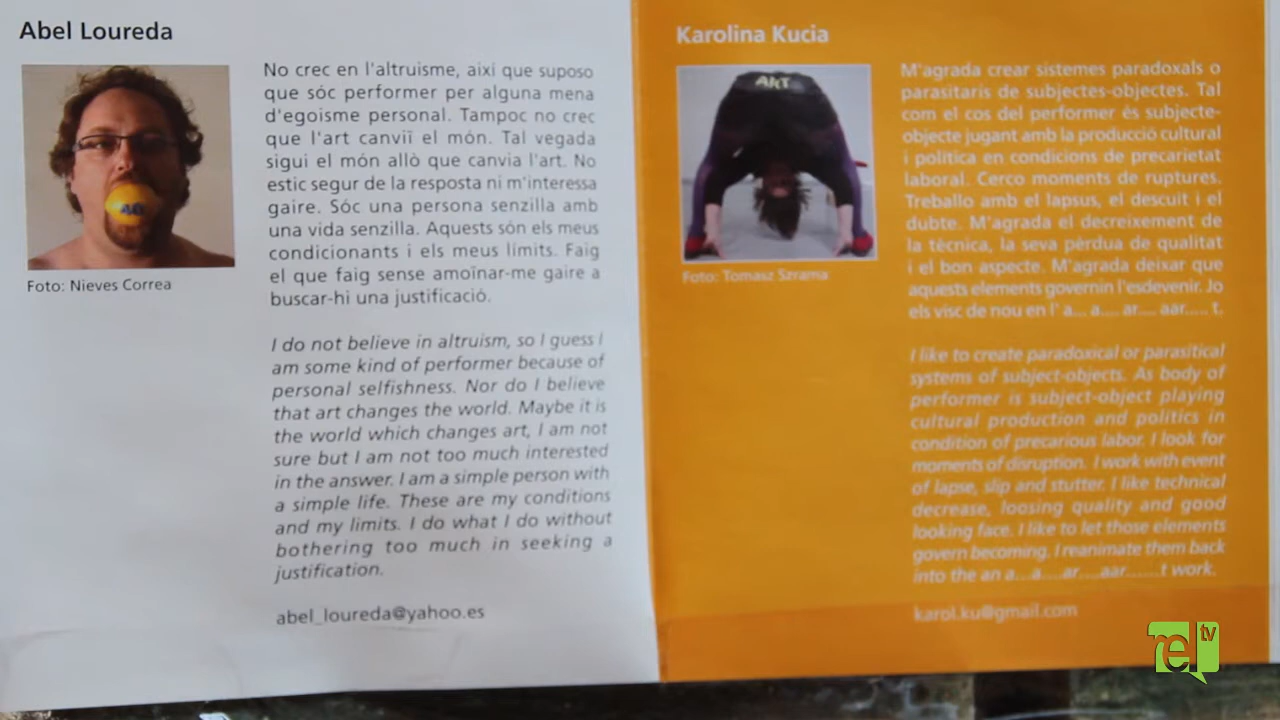 Abel Loureda
40
Foto: Nieves Correa
No crec en l'altruisme, així que suposo
que sóc performer per alguna mena
d'egoisme personal. Tampoc no crec
que l'art canviï el món. Tal vegada
sigui el món allò que canvia l'art. No
estic segur de la resposta ni m'interessa
gaire. Sóc una persona senzilla amb
una vida senzilla. Aquests són els meus
condicionants i els meus límits. Faig
el que faig sense amoïnar-me gaire a
buscar-hi una justificació.
I do not believe in altruism, so I guess I
am some kind of performer because of
personal selfishness. Nor do I believe
that art changes the world. Maybe it is
the world which changes art, I am not
sure but I am not too much interested
in the answer. I am a simple person with
a simple life. These are my conditions
and my limits. I do what I do without
bothering too much in seeking a
justification.
abel_loureda@yahoo.es
Karolina Kucia
ART
Foto: Tomasz Szrama
M'agrada crear sistemes paradoxals o
parasitaris de subjectes-objectes. Tal
com el cos del performer és subjecte-
objecte jugant amb la producció cultural
i política en condicions de precarietat
laboral. Cerco moments de ruptures.
Treballo amb el lapsus, el descuit i el
dubte. M'agrada el decreixement de
la tècnica, la seva pèrdua de qualitat
i el bon aspecte. M'agrada deixar que
aquests elements governin l'esdevenir. Jo
els visc de nou en l' a... a.... ar.... aar..... t.
I like to create paradoxical or parasitical
systems of subject-objects. As body of
performer is subject-object playing
cultural production and politics in
condition of precarious labor. I look for
moments of disruption. I work with event
of lapse, slip and stutter. I like technical
decrease, loosing quality and good
looking face. I like to let those elements
govern becoming. I reanimate them back
into the an a....a....ar....aar.......t work.
karol.ku@gmail.com
el tv